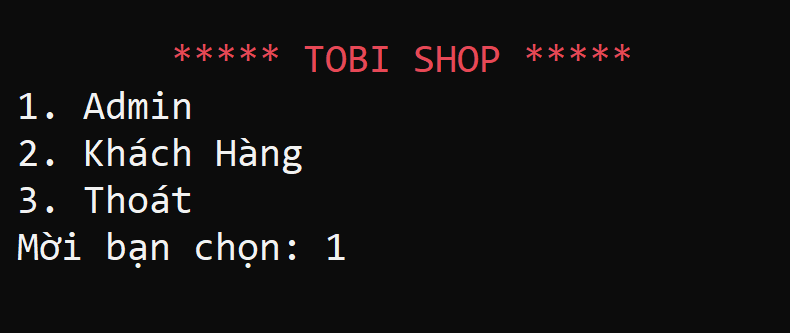 ***** TOBI SHOP *****
1. Admin
2. Khách Hàng
3. Thoát
Mời bạn chọn: 1